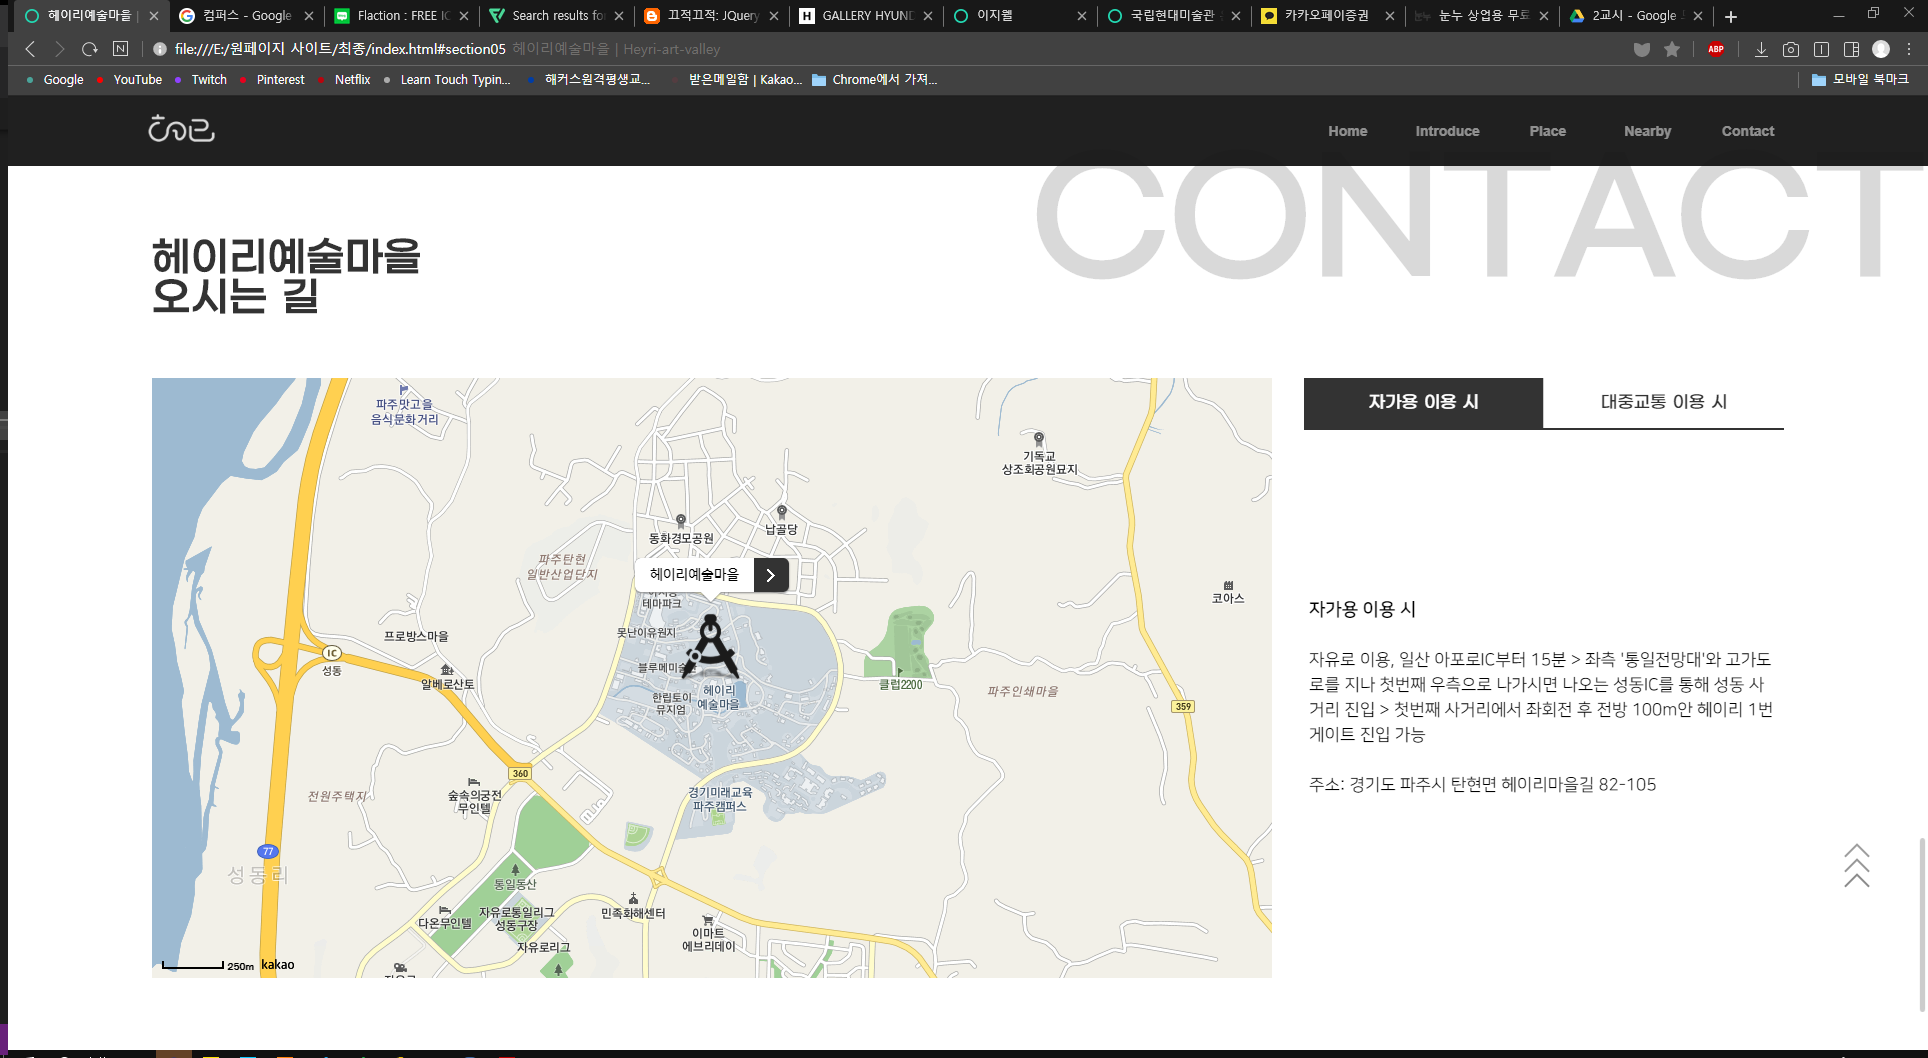 헤이리예술마을 |
컴퍼스 - Google
Flaction : FREE IC
Search results fo
끄적끄적: JQuery
GALLERY HYUND
이지웰
국립현대미술관
카카오페이증권
눈누 상업용 무료
2교시 - Google
file:///E:/원페이지 사이트/최종/index.html#section05 헤이리예술마을 | Heyri-art-valley
ABP
Google YouTube Twitch Pinterest Netflix Learn Touch Typin... 해커스원격평생교... 받은메일함 | Kakao... Chrome에서 가져... 모바일 북마크
Home Introduce Place Nearby Contact
CONTACT
헤이리예술마을
오시는 길
파주맛고을
음식문화거리
기독교
상조회공원묘지
동화경모공원
납골당
파주탄현
일반산업단지
헤이리예술마을
테마파크
코아스
프로방스마을
못난이유원지
IC
성동
블루메미술관
알베로산토
한립토이
뮤지엄
헤이리
예술마을
클럽2200
파주인쇄마을
359
360
전원주택지
숲속의궁전
무인텔
경기미래교육
파주캠퍼스
77
성동리
통일동산
다온무인텔
자유로통일리그
성동구장
민족화해센터
이마트
에브리데이
자유로리그
250m kakao
자가용 이용 시
대중교통 이용 시
자가용 이용 시
자유로 이용, 일산 아포로IC부터 15분 > 좌측 '통일전망대'와 고가도
로를 지나 첫번째 우측으로 나가시면 나오는 성동IC를 통해 성동 사
거리 진입 > 첫번째 사거리에서 좌회전 후 전방 100m안 헤이리 1번
게이트 진입 가능
주소: 경기도 파주시 탄현면 헤이리마을길 82-105